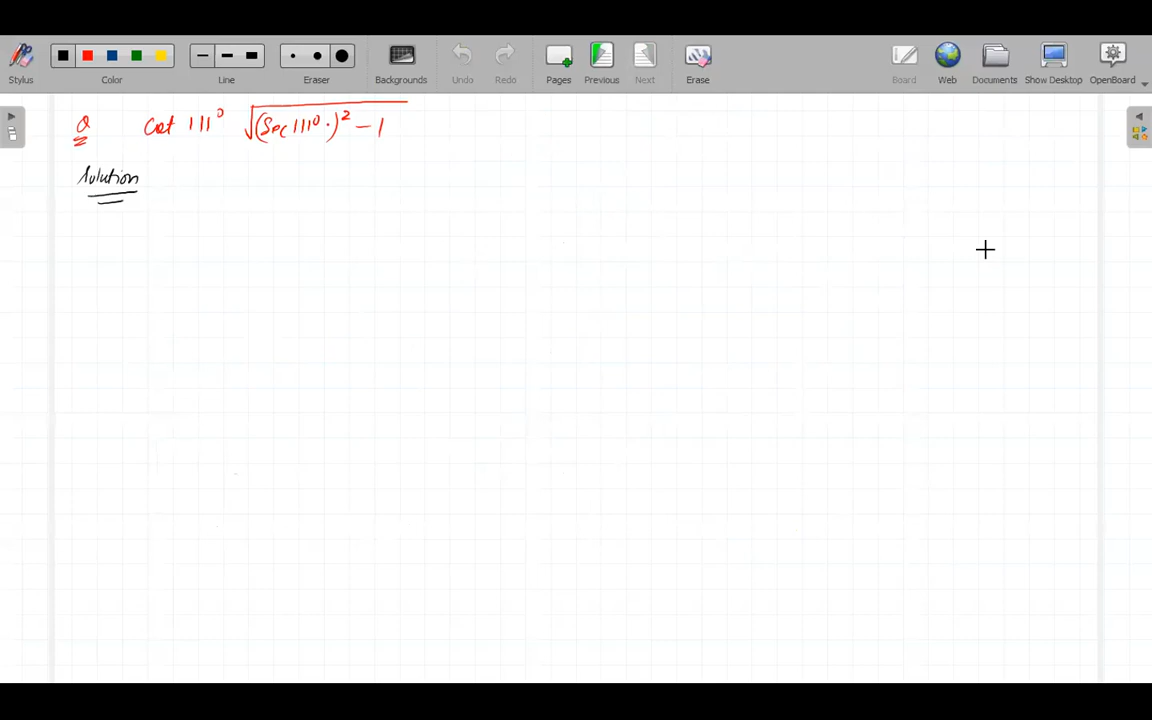 Stylus Color Line Eraser Backgrounds Undo Redo Pages Previous Next Erase Board Web Documents Show Desktop OpenBoard
Q cot 111° √(Sec 111°.)² - 1
Solution